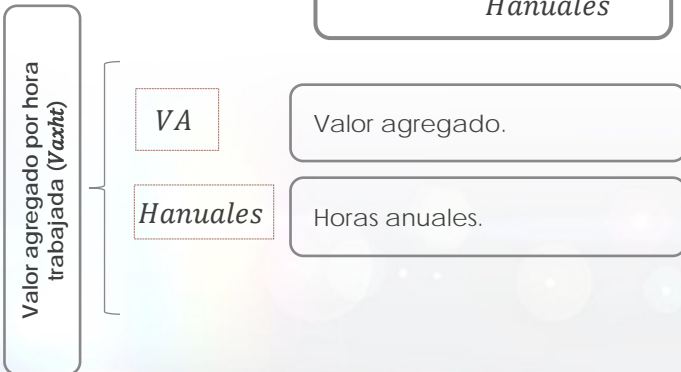 Hanuales
Valor agregado por hora
trabajada (Vaxht)
VA
Valor agregado.
Hanuales
Horas anuales.